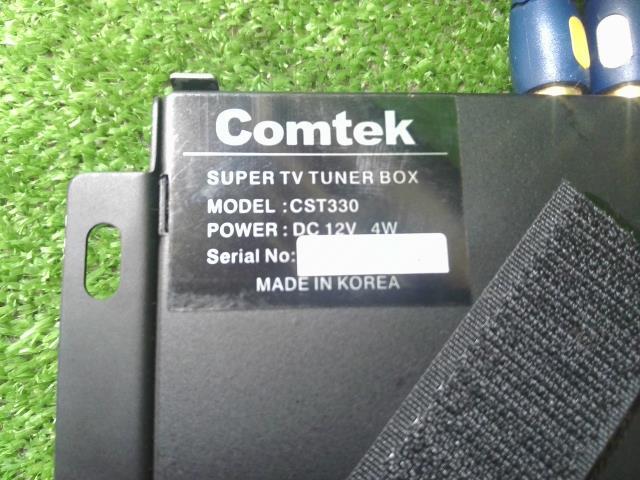 Comtek
SUPER TV TUNER BOX
MODEL : CST330
POWER : DC 12V 4W
Serial No:
MADE IN KOREA